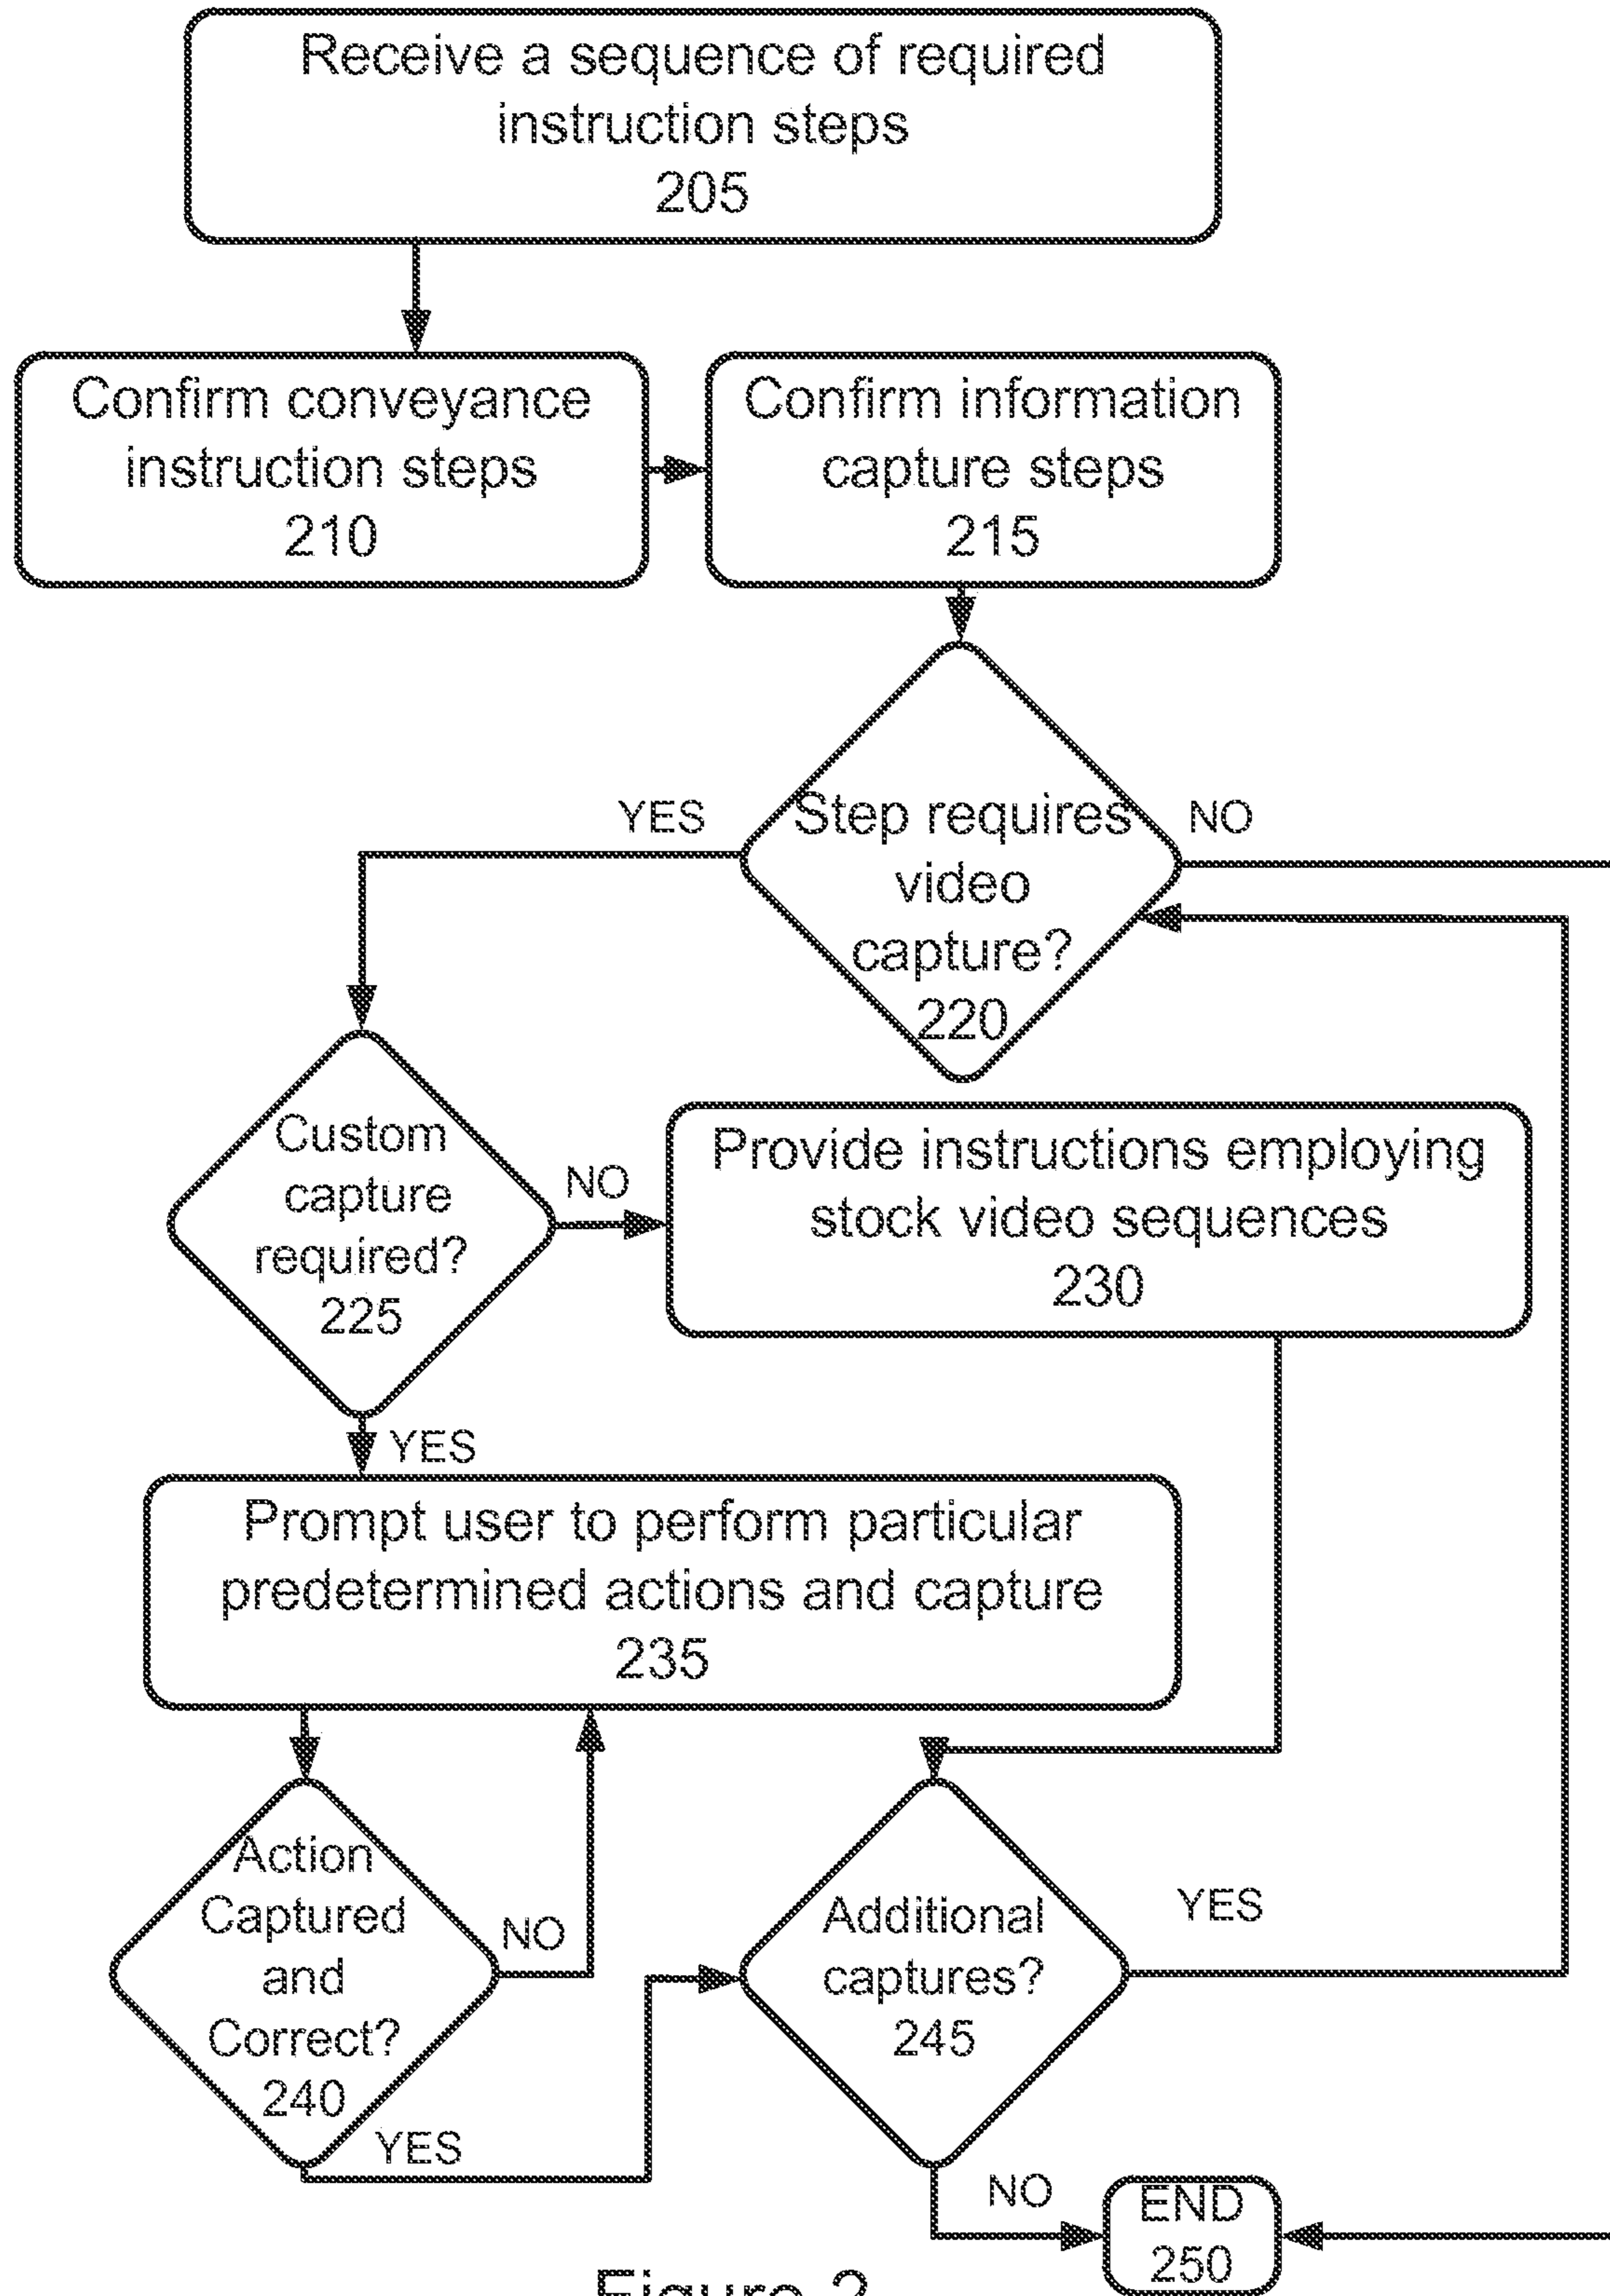 Receive a sequence of required
instruction steps
205
Confirm conveyance
instruction steps
210
Confirm information
capture steps
215
Step requires
video
capture?
220
YES
NO
Custom
capture
required?
225
NO
YES
Provide instructions employing
stock video sequences
230
Prompt user to perform particular
predetermined actions and capture
235
Action
Captured
and
Correct?
240
NO
YES
Additional
captures?
245
YES
NO
END
250
Figure 2